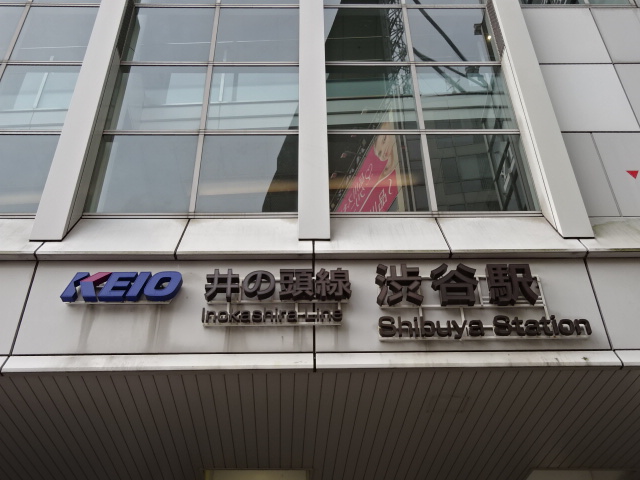 KEIO 井の頭線 渋谷駅
Inokashira Line Shibuya Station